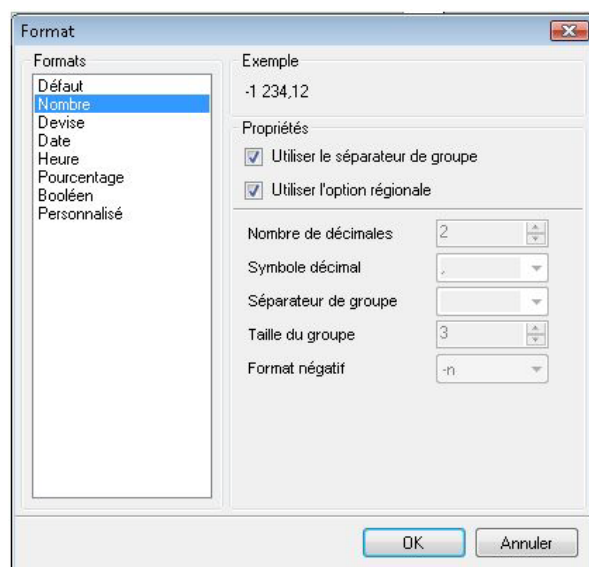 Format
Formats
Défaut
Nombre
Devise
Date
Heure
Pourcentage
Booléen
Personnalisé
Exemple
-1 234,12
Propriétés
Utiliser le séparateur de groupe
Utiliser l'option régionale
Nombre de décimales 2
Symbole décimal ,
Séparateur de groupe
Taille du groupe 3
Format négatif -n
OK Annuler